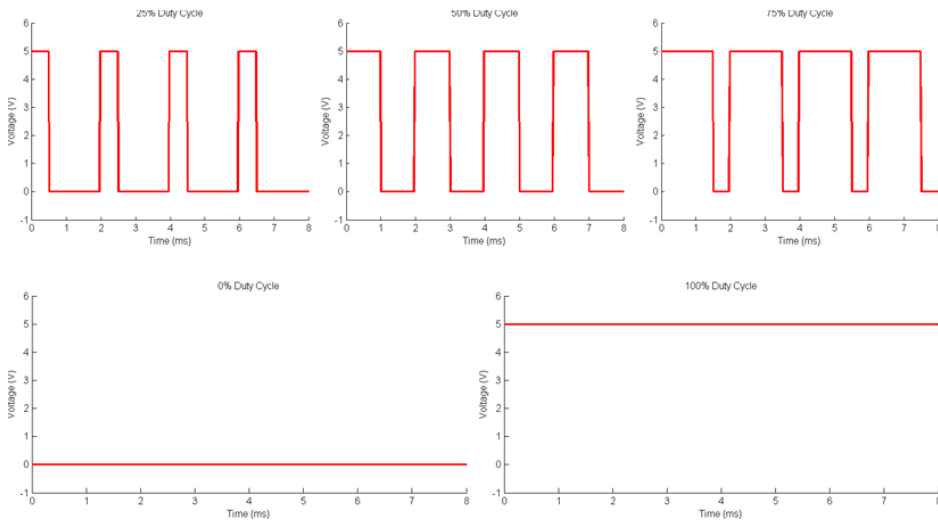 25% Duty Cycle
6
5
4
3
2
1
0
-1
Voltage (V)
0 1 2 3 4 5 6 7 8
Time (ms)
50% Duty Cycle
6
5
4
3
2
1
0
-1
Voltage (V)
0 1 2 3 4 5 6 7 8
Time (ms)
75% Duty Cycle
6
5
4
3
2
1
0
-1
Voltage (V)
0 1 2 3 4 5 6 7 8
Time (ms)
0% Duty Cycle
6
5
4
3
2
1
0
-1
Voltage (V)
0 1 2 3 4 5 6 7 8
Time (ms)
100% Duty Cycle
6
5
4
3
2
1
0
-1
Voltage (V)
0 1 2 3 4 5 6 7 8
Time (ms)